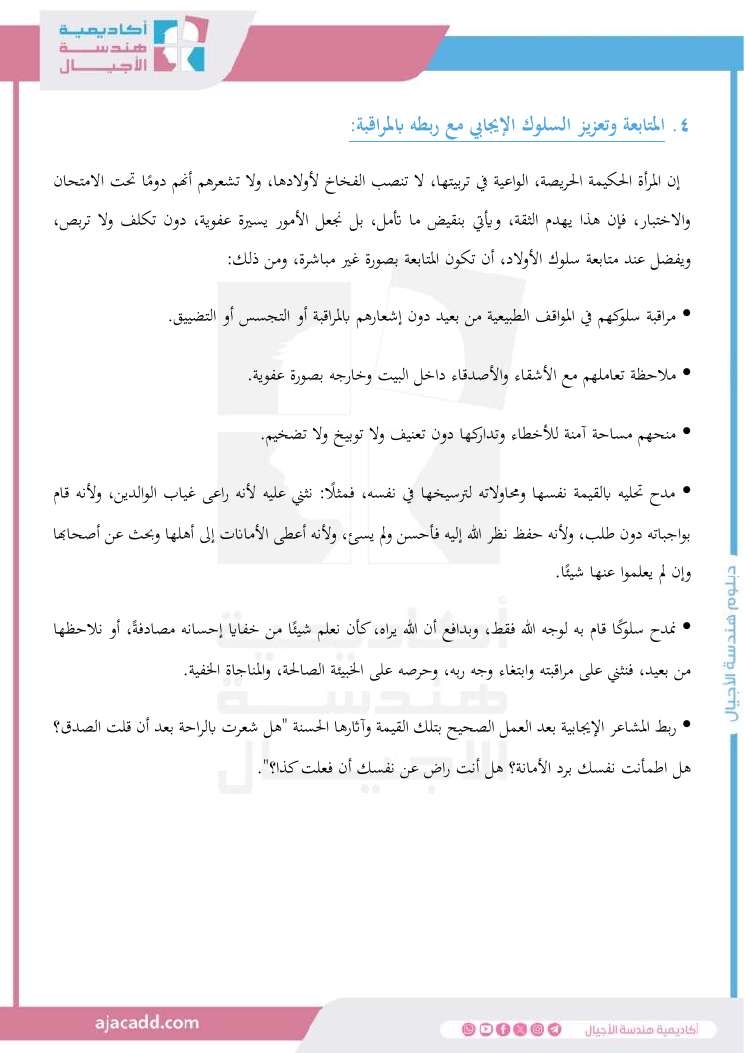 أكاديمية
هندسة
الأجيال
٤. المتابعة وتعزيز السلوك الإيجابي مع ربطه بالمراقبة:
إن المرأة الحكيمة الحريصة، الواعية في تربيتها، لا تنصب الفخاخ لأولادها، ولا تشعرهم أنهم دومًا تحت الامتحان
والاختبار، فإن هذا يهدم الثقة، ويأتي بنقيض ما تأمل، بل نجعل الأمور يسيرة عفوية، دون تكلف ولا تربص،
ويفضل عند متابعة سلوك الأولاد، أن تكون المتابعة بصورة غير مباشرة، ومن ذلك:
• مراقبة سلوكهم في المواقف الطبيعية من بعيد دون إشعارهم بالمراقبة أو التجسس أو التضييق.
• ملاحظة تعاملهم مع الأشقاء والأصدقاء داخل البيت وخارجه بصورة عفوية.
• منحهم مساحة آمنة للأخطاء وتداركها دون تعنيف ولا توبيخ ولا تضخيم.
• مدح تحليه بالقيمة نفسها ومحاولاته لترسيخها في نفسه، فمثلًا: نثني عليه لأنه راعى غياب الوالدين، ولأنه قام
بواجباته دون طلب، ولأنه حفظ نظر الله إليه فأحسن ولم يسئ، ولأنه أعطى الأمانات إلى أهلها وبحث عن أصحابها
وإن لم يعلموا عنها شيئًا.
• نمدح سلوكًا قام به لوجه الله فقط، وبدافع أن الله يراه، كأن نعلم شيئًا من خفايا إحسانه مصادفةً، أو نلاحظها
من بعيد، فنثني على مراقبته وابتغاء وجه ربه، وحرصه على الخبيئة الصالحة، والمناجاة الخفية.
• ربط المشاعر الإيجابية بعد العمل الصحيح بتلك القيمة وآثارها الحسنة "هل شعرت بالراحة بعد أن قلت الصدق؟
هل اطمأنت نفسك برد الأمانة؟ هل أنت راض عن نفسك أن فعلت كذا؟".
أكاديمية
هندسة
الأجيال
دبلوم هندسة الأجيال
أكاديمية هندسة الأجيال
ajacadd.com